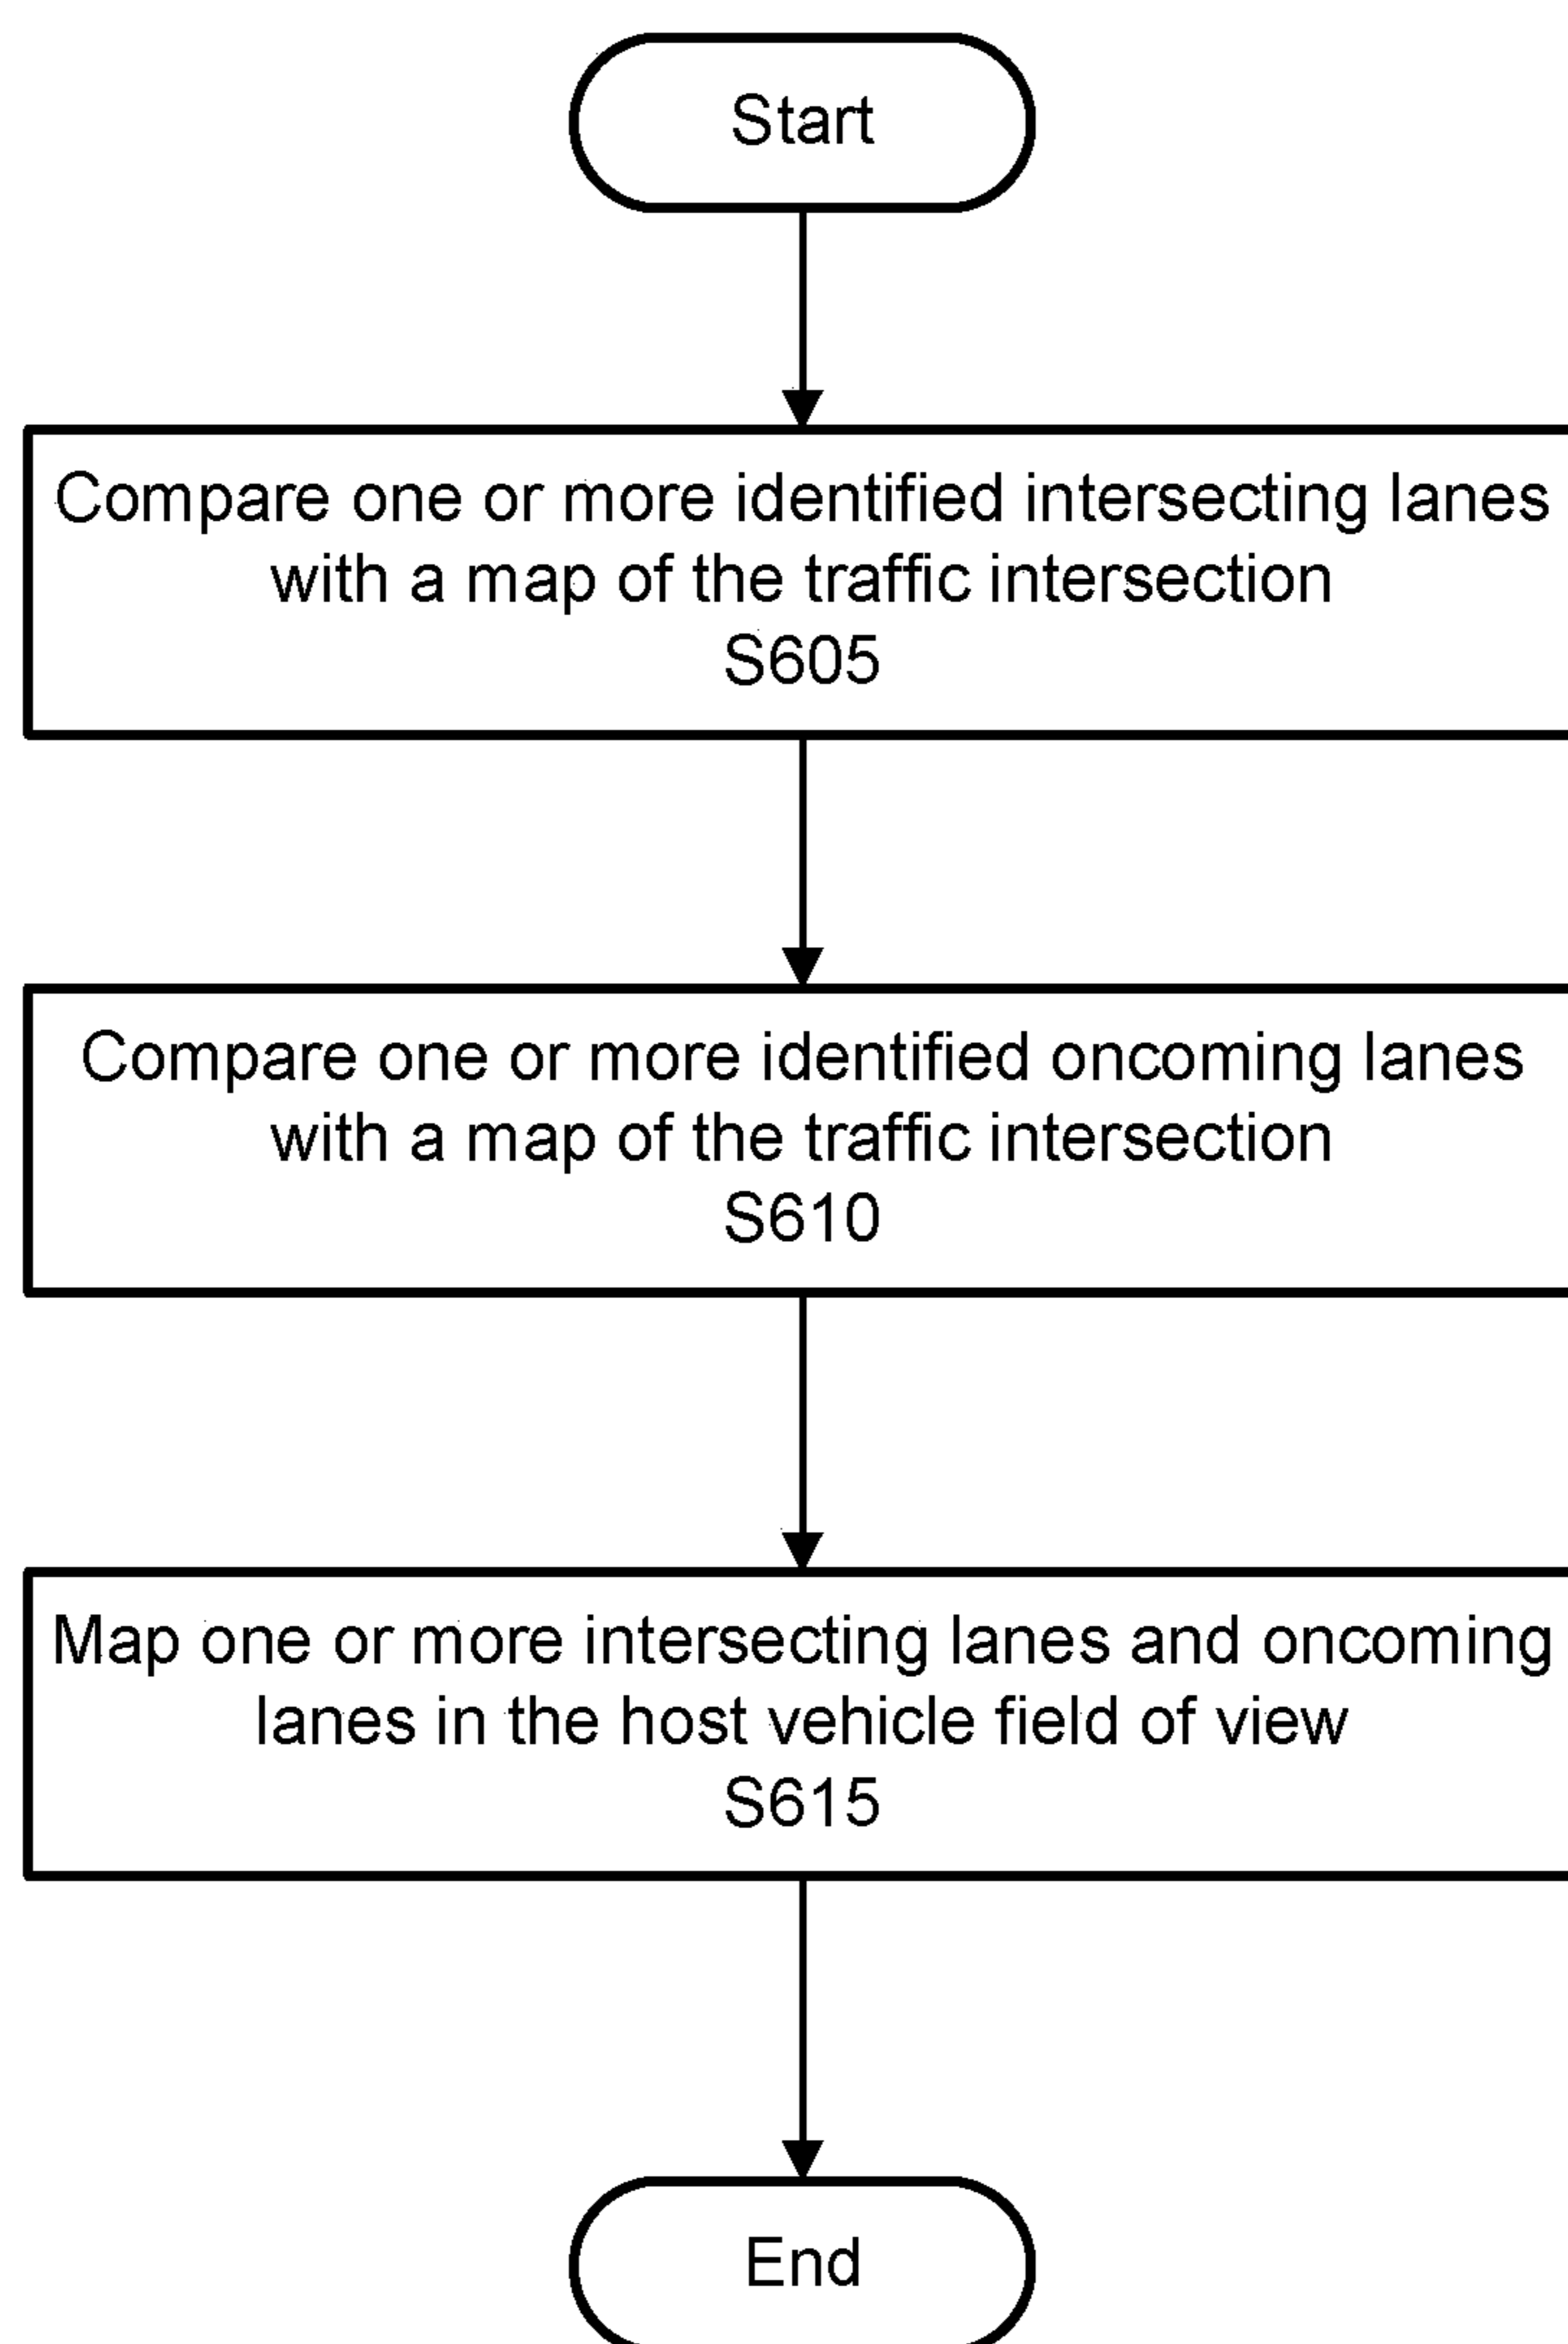 Start
Compare one or more identified intersecting lanes
with a map of the traffic intersection
S605
Compare one or more identified oncoming lanes
with a map of the traffic intersection
S610
Map one or more intersecting lanes and oncoming
lanes in the host vehicle field of view
S615
End